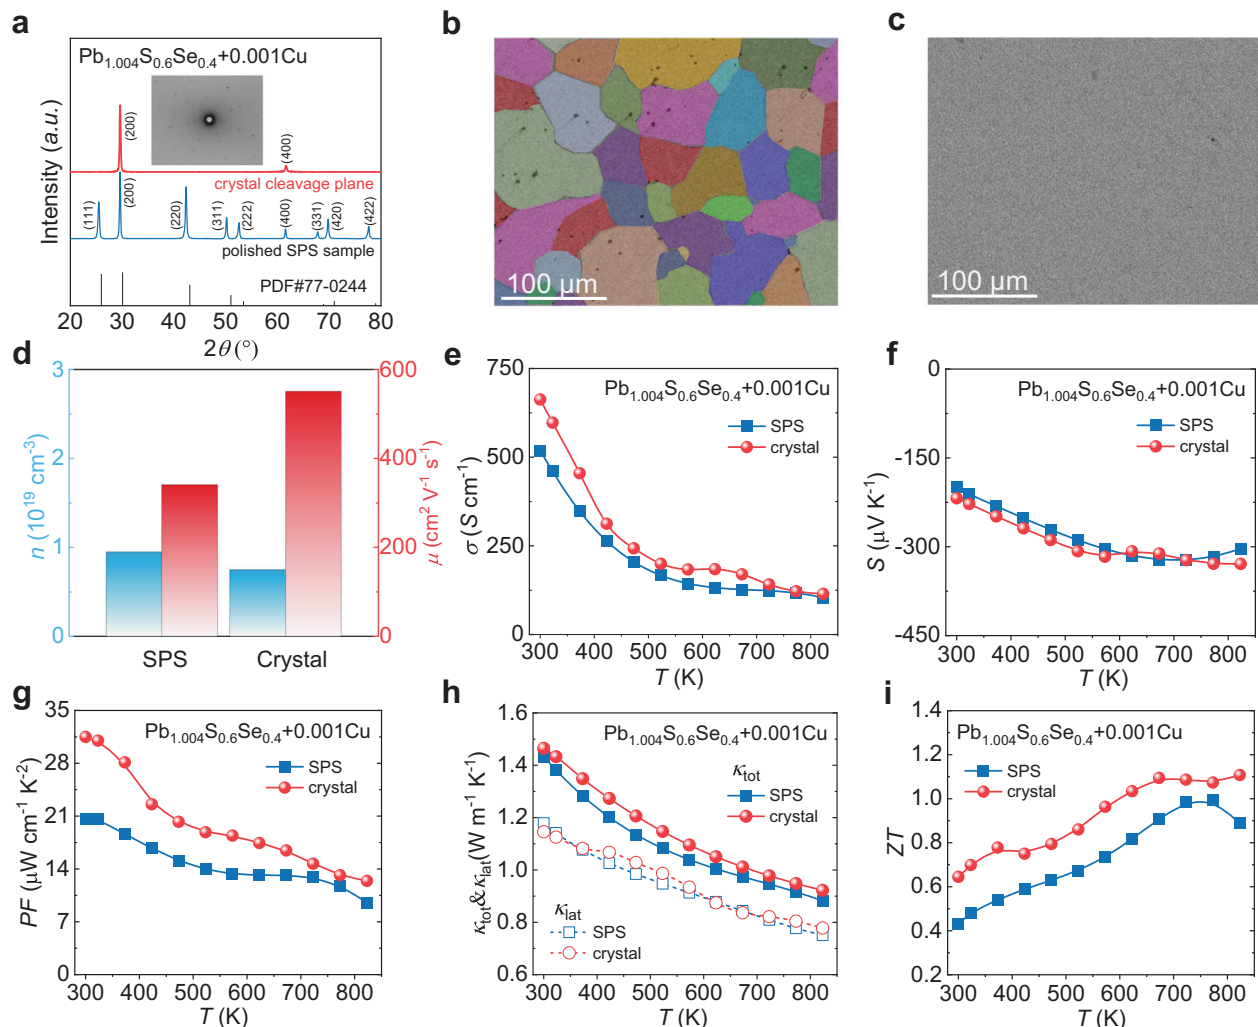 a
Pb1.004S0.6Se0.4+0.001Cu
Intensity (a.u.)
(200)
(400)
crystal cleavage plane
(111)
(200)
(220)
(311)
(222)
(400)
(331)
(420)
(422)
polished SPS sample
PDF#77-0244
20 30 40 50 60 70 80
2θ (°)
b
100 μm
c
100 μm
d
n (10^19 cm^-3)
3
2
1
0
600
400
200
0
μ (cm² V⁻¹ s⁻¹)
SPS Crystal
e
Pb1.004S0.6Se0.4+0.001Cu
SPS
crystal
σ (S cm⁻¹)
750
500
250
0
300 400 500 600 700 800
T (K)
f
Pb1.004S0.6Se0.4+0.001Cu
SPS
crystal
S (μV K⁻¹)
0
-150
-300
-450
300 400 500 600 700 800
T (K)
g
Pb1.004S0.6Se0.4+0.001Cu
SPS
crystal
PF (μW cm⁻¹ K⁻²)
35
28
21
14
7
0
300 400 500 600 700 800
T (K)
h
Pb1.004S0.6Se0.4+0.001Cu
κtot
SPS
crystal
κlat
SPS
crystal
κtot&κlat(W m⁻¹ K⁻¹)
1.6
1.4
1.2
1.0
0.8
0.6
300 400 500 600 700 800
T (K)
i
Pb1.004S0.6Se0.4+0.001Cu
SPS
crystal
ZT
1.4
1.2
1.0
0.8
0.6
0.4
0.2
300 400 500 600 700 800
T (K)